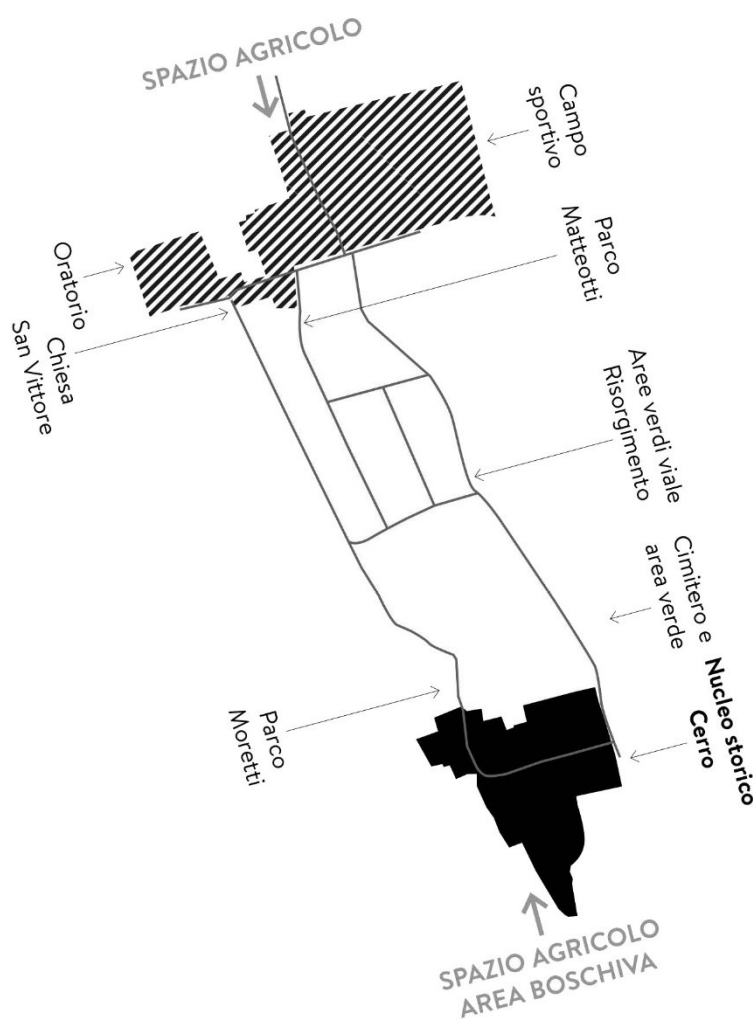 SPAZIO AGRICOLO
Campo
sportivo
Parco
Matteotti
Oratorio
Chiesa
San Vittore
Aree verdi viale
Risorgimento
Cimitero e
area verde
Nucleo storico
Cerro
Parco
Moretti
SPAZIO AGRICOLO
AREA BOSCHIVA